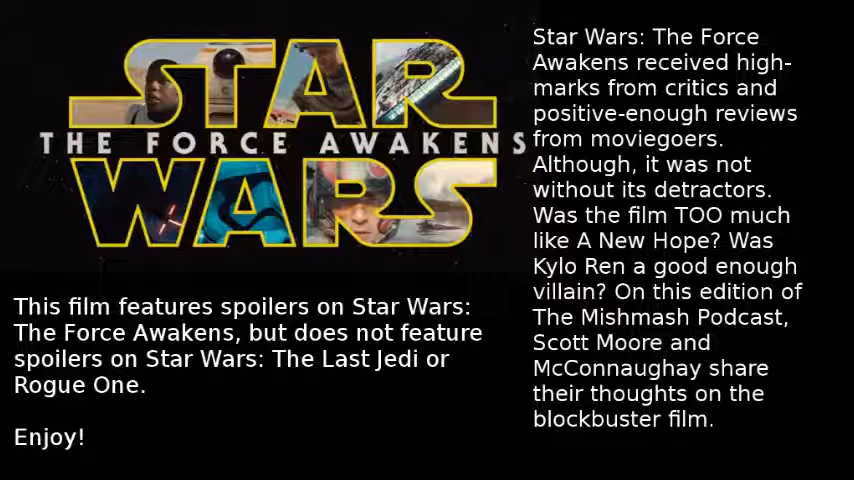 STAR
THE FORCE AWAKENS
WARS
This film features spoilers on Star Wars:
The Force Awakens, but does not feature
spoilers on Star Wars: The Last Jedi or
Rogue One.
Enjoy!
Star Wars: The Force
Awakens received high-
marks from critics and
positive-enough reviews
from moviegoers.
Although, it was not
without its detractors.
Was the film TOO much
like A New Hope? Was
Kylo Ren a good enough
villain? On this edition of
The Mishmash Podcast,
Scott Moore and
McConnaughay share
their thoughts on the
blockbuster film.